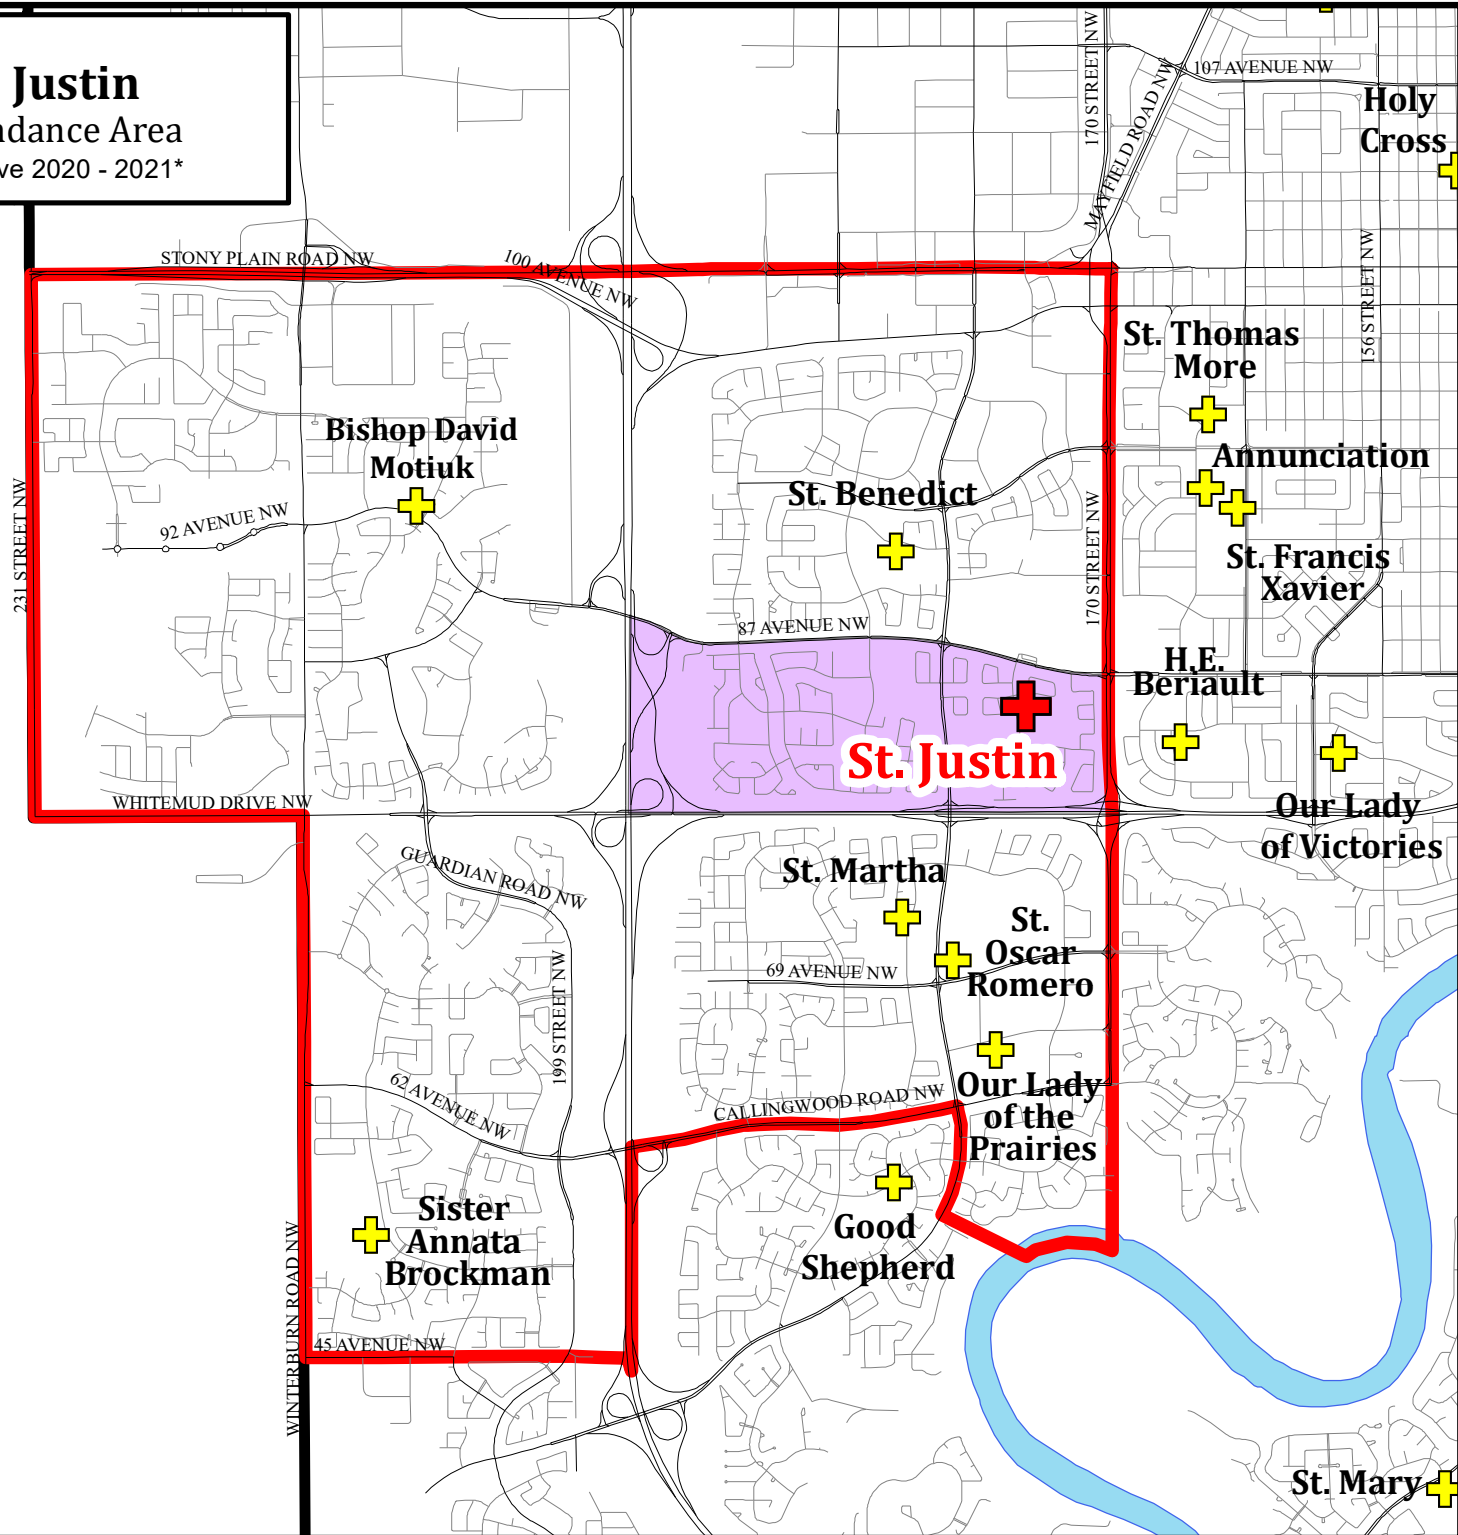 Justin
ndance Area
ve 2020 - 2021*
170 STREET NW
MAYFIELD ROAD NW
107 AVENUE NW
Holy
Cross
STONY PLAIN ROAD NW
100 AVENUE NW
156 STREET NW
St. Thomas
More
Bishop David
Motiuk
Annunciation
St. Benedict
92 AVENUE NW
231 STREET NW
170 STREET NW
St. Francis
Xavier
87 AVENUE NW
H.E.
Beriault
St. Justin
WHITEMUD DRIVE NW
Our Lady
of Victories
GUARDIAN ROAD NW
St. Martha
St.
Oscar
Romero
69 AVENUE NW
199 STREET NW
62 AVENUE NW
CALLINGWOOD ROAD NW
Our Lady
of the
Prairies
Sister
Annata
Brockman
Good
Shepherd
WINTERBURN ROAD NW
45 AVENUE NW
St. Mary